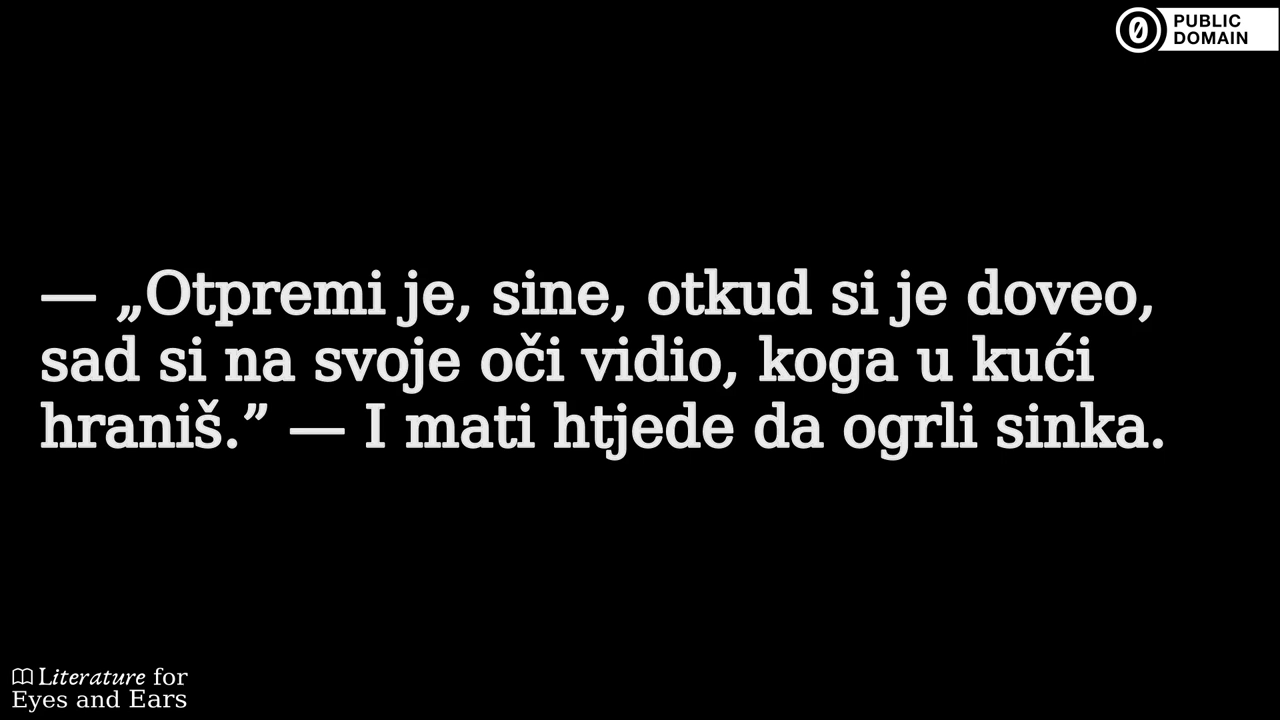 PUBLIC
DOMAIN
— „Otpremi je, sine, otkud si je doveo,
sad si na svoje oči vidio, koga u kući
hraniš.” — I mati htjede da ogrli sinka.
Literature for
Eyes and Ears